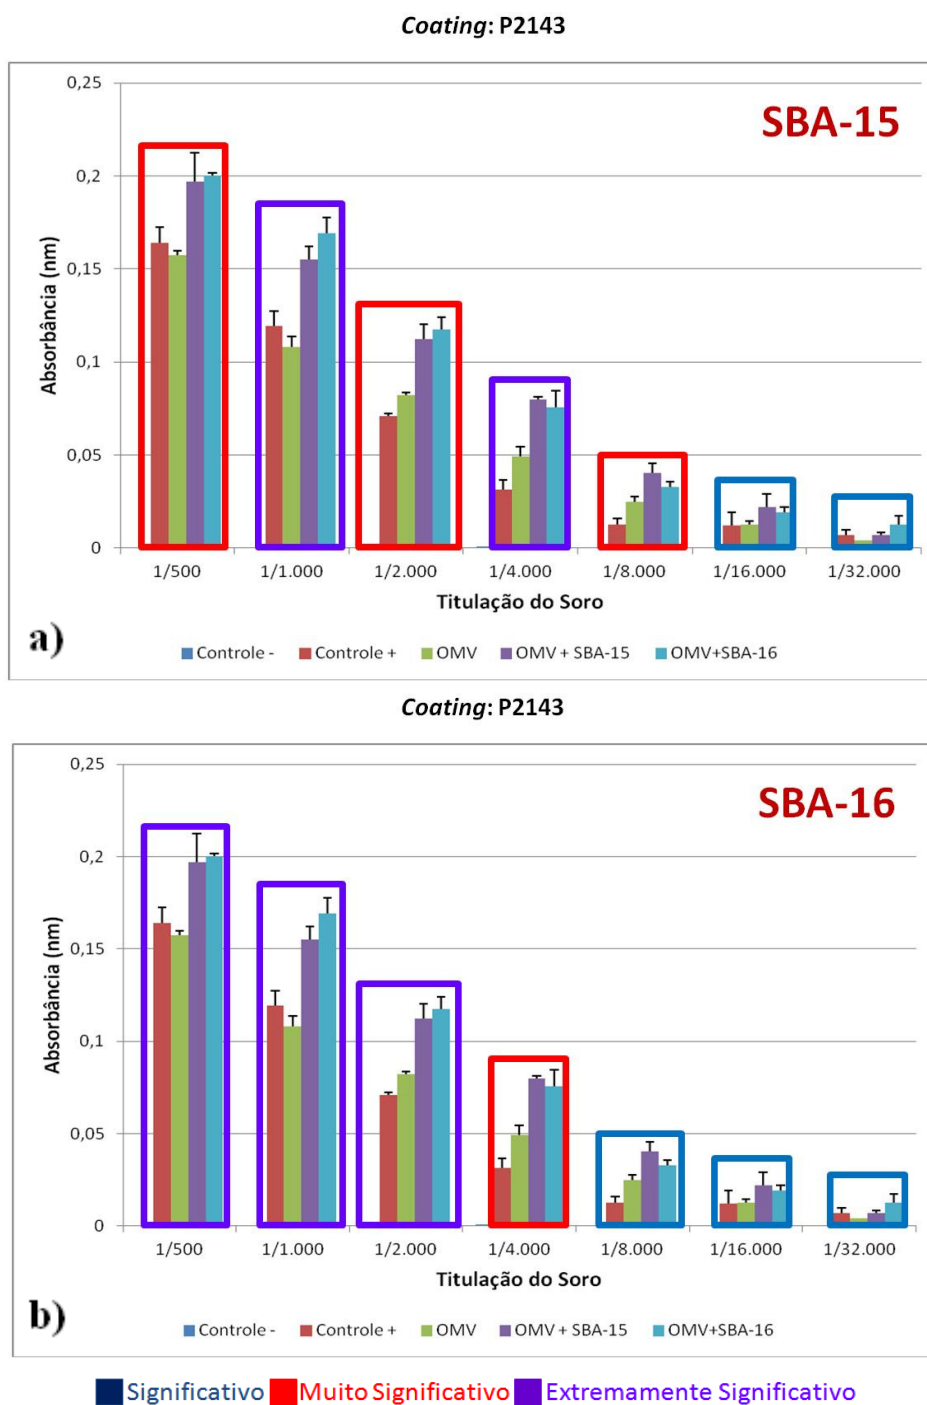 Coating: P2143
SBA-15
0,25
0,2
0,15
0,1
0,05
0
Absorbância (nm)
1/500 1/1.000 1/2.000 1/4.000 1/8.000 1/16.000 1/32.000
Titulação do Soro
a)
Controle - Controle + OMV OMV + SBA-15 OMV+SBA-16
Coating: P2143
SBA-16
0,25
0,2
0,15
0,1
0,05
0
Absorbância (nm)
1/500 1/1.000 1/2.000 1/4.000 1/8.000 1/16.000 1/32.000
Titulação do Soro
b)
Controle - Controle + OMV OMV + SBA-15 OMV+SBA-16
Significativo Muito Significativo Extremamente Significativo